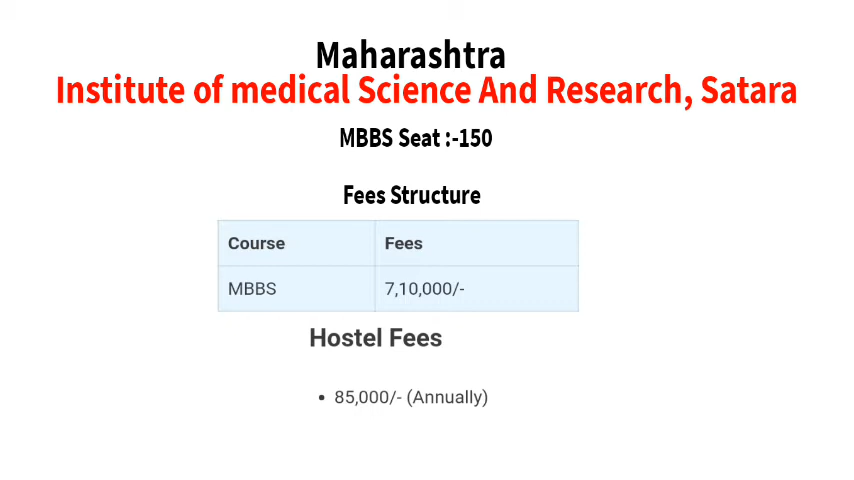 Maharashtra
Institute of medical Science And Research, Satara
MBBS Seat :-150
Fees Structure
Course Fees
MBBS 7,10,000/-
Hostel Fees
• 85,000/- (Annually)